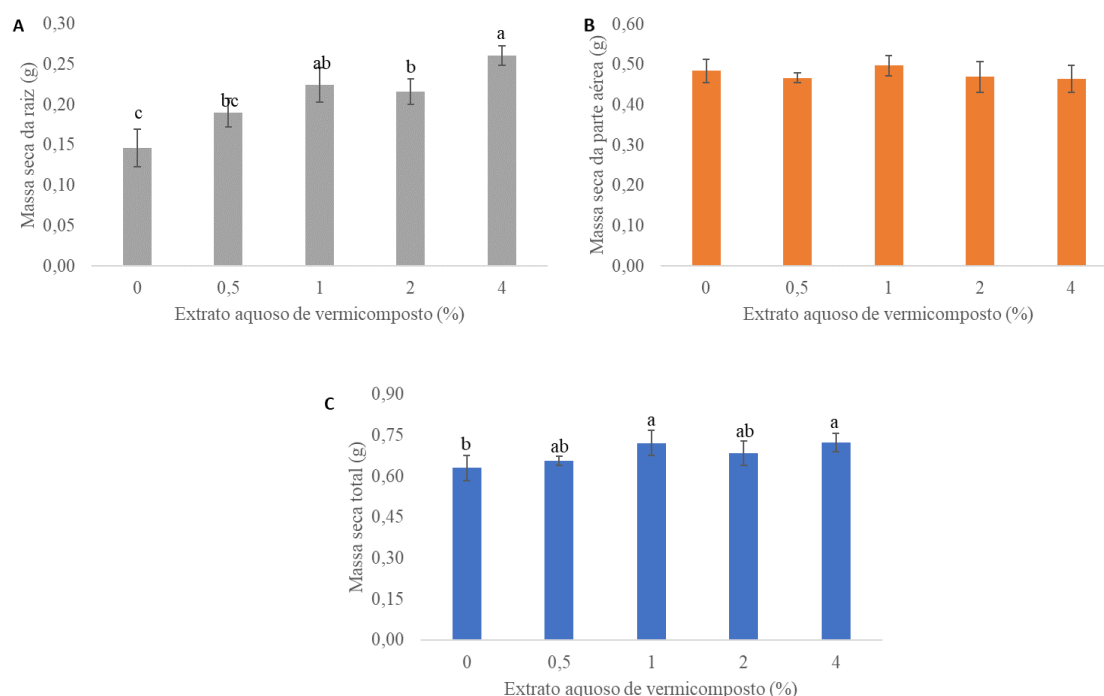 A
Massa seca da raiz (g)
0,30
0,25
0,20
0,15
0,10
0,05
0,00
c
bc
ab
b
a
0
0,5
1
2
4
Extrato aquoso de vermicomposto (%)
B
Massa seca da parte aérea (g)
0,60
0,50
0,40
0,30
0,20
0,10
0,00
0
0,5
1
2
4
Extrato aquoso de vermicomposto (%)
C
Massa seca total (g)
0,90
0,75
0,60
0,45
0,30
0,15
0,00
b
ab
a
ab
a
0
0,5
1
2
4
Extrato aquoso de vermicomposto (%)